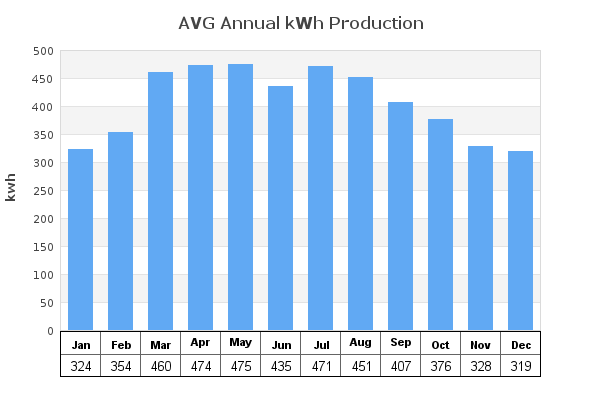 AVG Annual kWh Production
500
450
400
350
300
250
200
150
100
50
0
kwh
Jan Feb Mar Apr May Jun Jul Aug Sep Oct Nov Dec
324 354 460 474 475 435 471 451 407 376 328 319